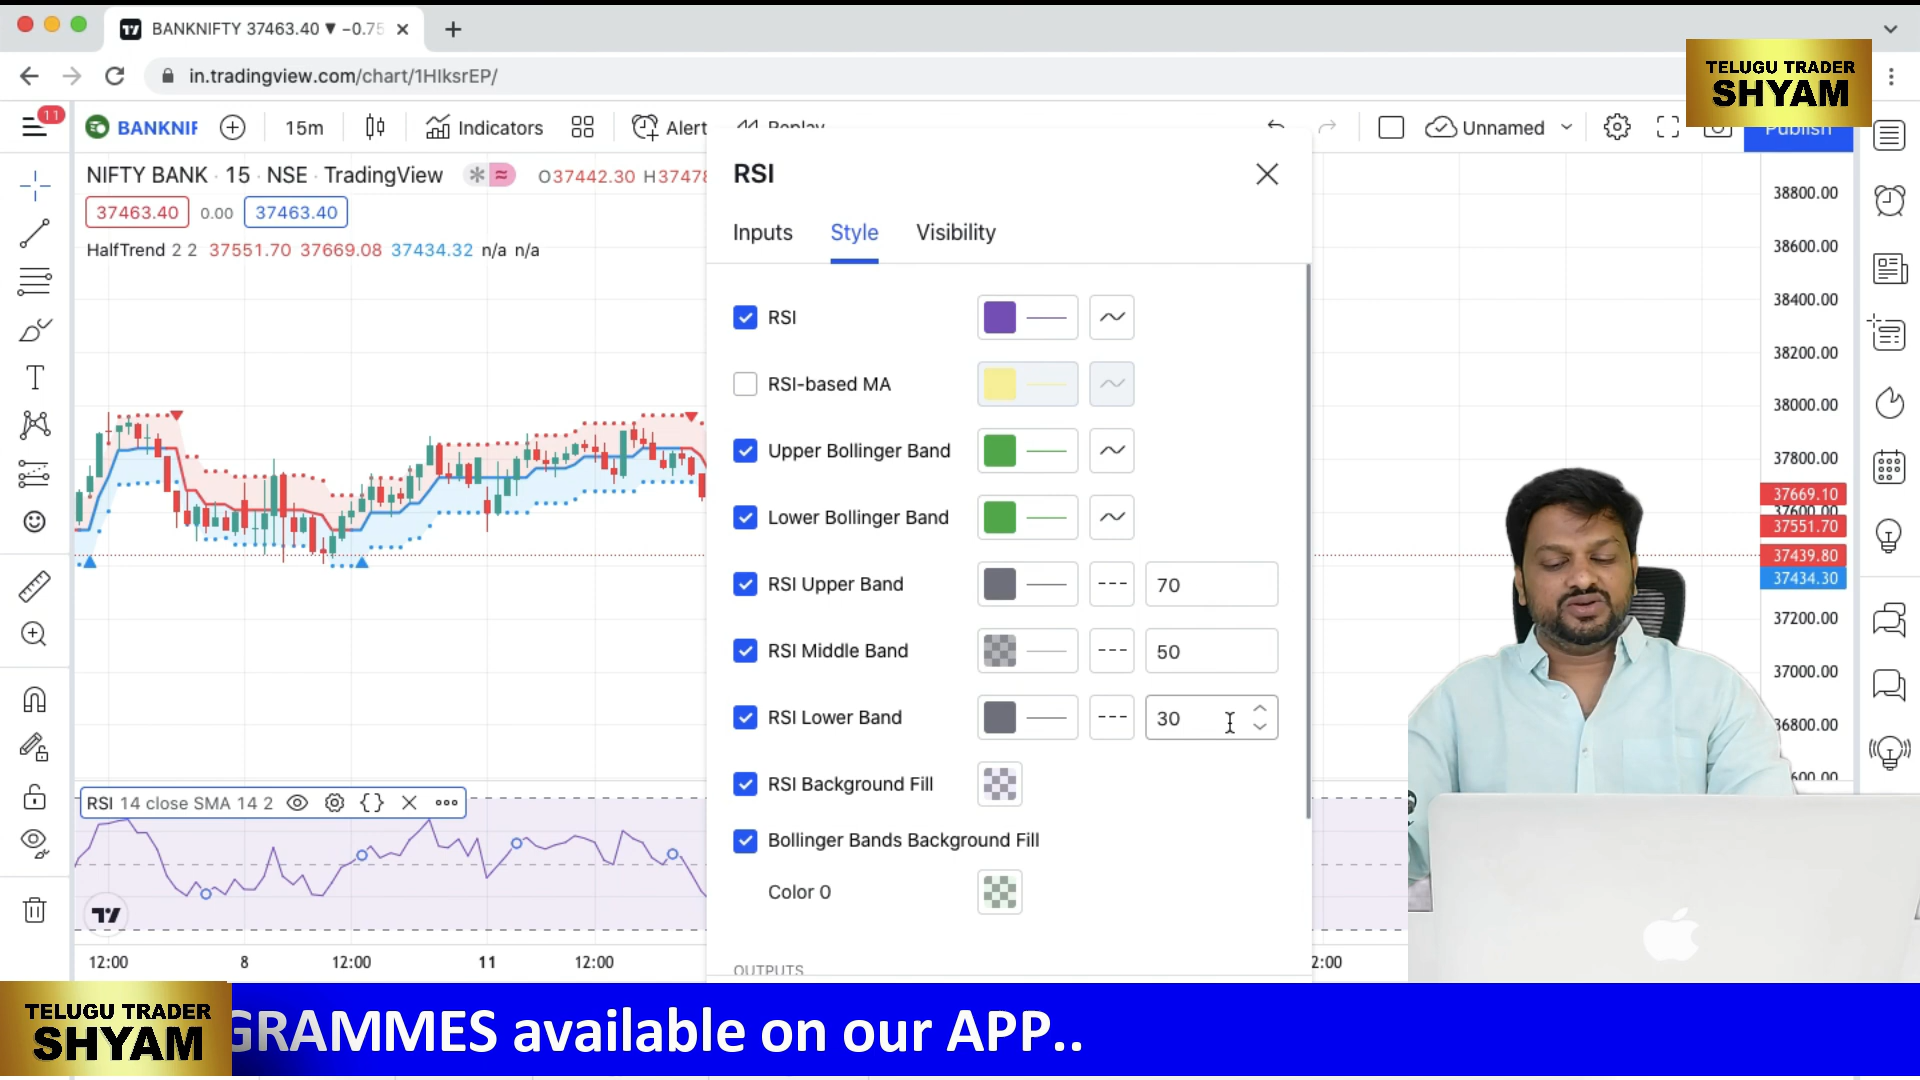 BANKNIFTY 37463.40 ▼ −0.75
in.tradingview.com/chart/1HIksrEP/
TELUGU TRADER
SHYAM
11
BANKNIF
15m
Indicators
Alert
Replay
Unnamed
Publish
NIFTY BANK · 15 · NSE · TradingView
O37442.30 H37478
37463.40 0.00 37463.40
HalfTrend 2 2 37551.70 37669.08 37434.32 n/a n/a
RSI
Inputs Style Visibility
RSI
RSI-based MA
Upper Bollinger Band
Lower Bollinger Band
RSI Upper Band 70
RSI Middle Band 50
RSI Lower Band 30
RSI Background Fill
Bollinger Bands Background Fill
Color 0
OUTPUTS
38800.00
38600.00
38400.00
38200.00
38000.00
37800.00
37669.10
37600.00
37551.70
37439.80
37434.30
37200.00
37000.00
36800.00
600.00
RSI 14 close SMA 14 2
12:00 8 12:00 11 12:00 2:00
TELUGU TRADER
SHYAM
GRAMMES available on our APP..